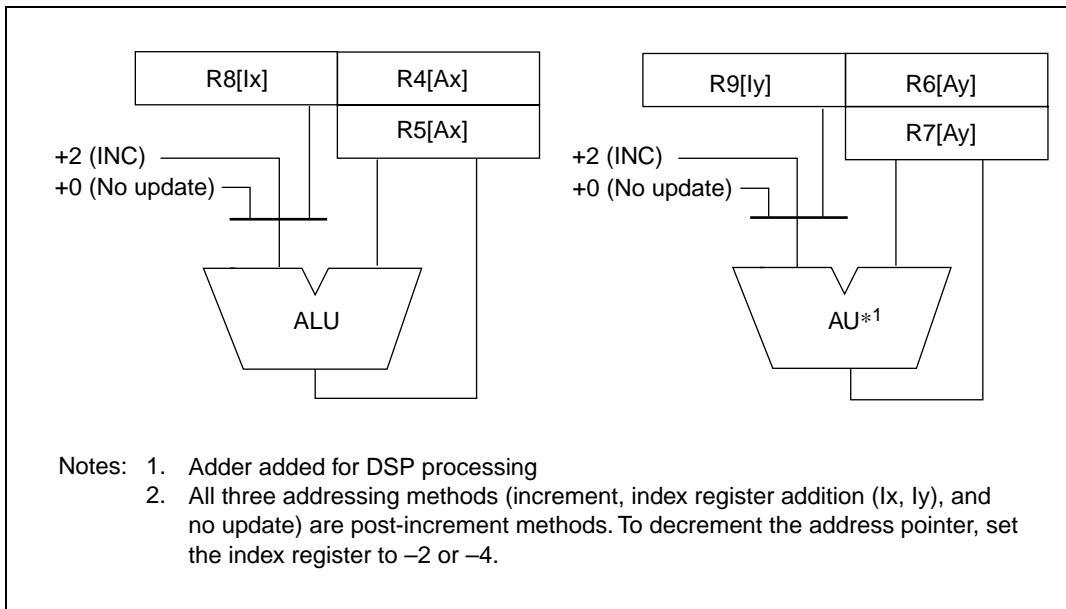 R8[Ix] R4[Ax]
R5[Ax]
+2 (INC)
+0 (No update)
ALU
R9[Iy] R6[Ay]
R7[Ay]
+2 (INC)
+0 (No update)
AU*1
Notes: 1. Adder added for DSP processing
2. All three addressing methods (increment, index register addition (Ix, Iy), and
no update) are post-increment methods. To decrement the address pointer, set
the index register to –2 or –4.